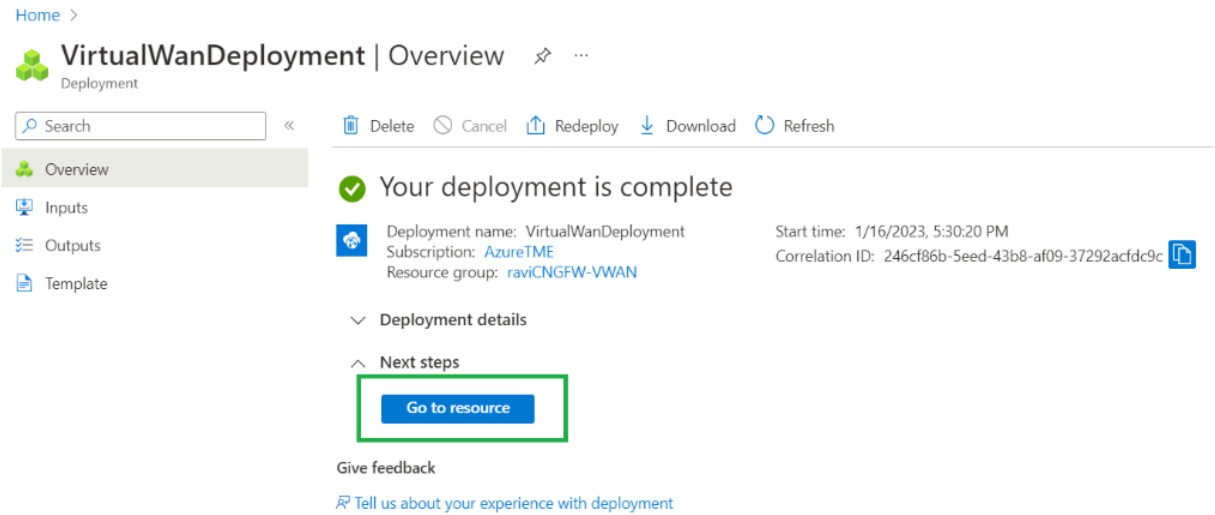 Home >
VirtualWanDeployment | Overview ...
Deployment
Search «
Delete Cancel Redeploy Download Refresh
Overview
Inputs
Outputs
Template
Your deployment is complete
Deployment name: VirtualWanDeployment
Subscription: AzureTME
Resource group: raviCNGFW-VWAN
Start time: 1/16/2023, 5:30:20 PM
Correlation ID: 246cf86b-5eed-43b8-af09-37292acfdc9c
Deployment details
Next steps
Go to resource
Give feedback
Tell us about your experience with deployment